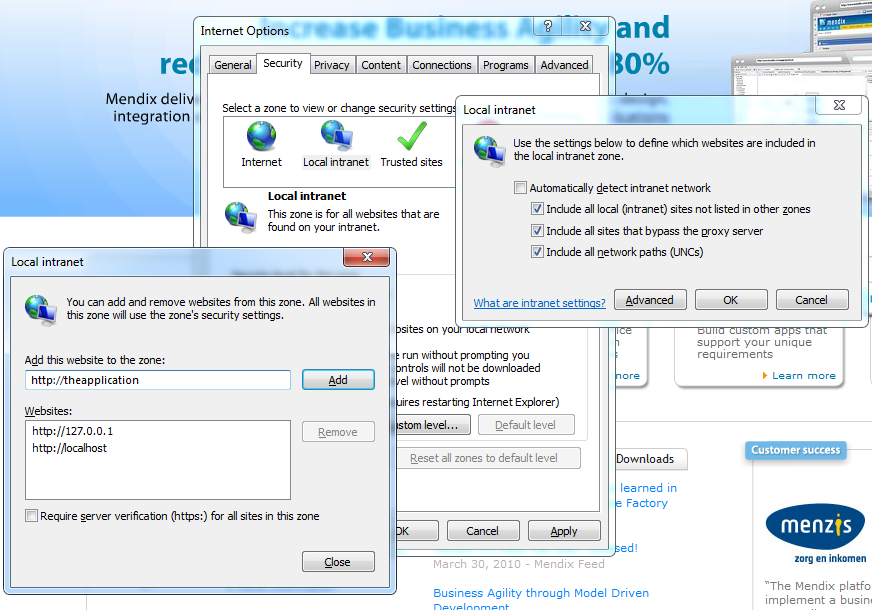 Increase Business Agility and
Internet Options
red
80%
General
Security
Privacy
Content
Connections
Programs
Advanced
Mendix deliv
integration
Select a zone to view or change security settings
Internet
Local intranet
Trusted sites
Local intranet
This zone is for all websites that are
found on your intranet.
Local intranet
Use the settings below to define which websites are included in
the local intranet zone.
Automatically detect intranet network
Include all local (intranet) sites not listed in other zones
Include all sites that bypass the proxy server
Include all network paths (UNCs)
What are intranet settings?
Advanced
OK
Cancel
Local intranet
You can add and remove websites from this zone. All websites in
this zone will use the zone's security settings.
Add this website to the zone:
http://theapplication
Add
Websites:
http://127.0.0.1
http://localhost
Remove
Require server verification (https:) for all sites in this zone
Close
bsites on your local network
e run without prompting you
ontrols will not be downloaded
vel without prompts
uires restarting Internet Explorer)
ustom level...
Default level
Reset all zones to default level
OK
Cancel
Apply
Build custom apps that
support your unique
requirements
ore
Learn more
Downloads
learned in
e Factory
sed!
March 30, 2010 - Mendix Feed
Business Agility through Model Driven
Development
Customer success
mendix
menzis
zorg en inkomen
"The Mendix platfo
implement a busin